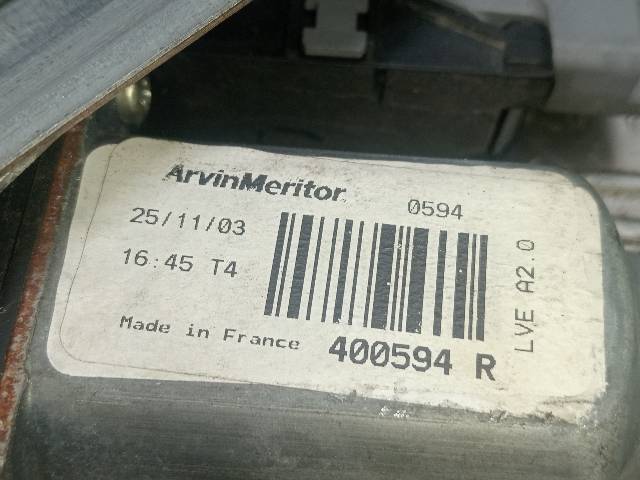 ArvinMeritor
0594
25/11/03
16:45 T4
LVE A2.0
Made in France
400594 R